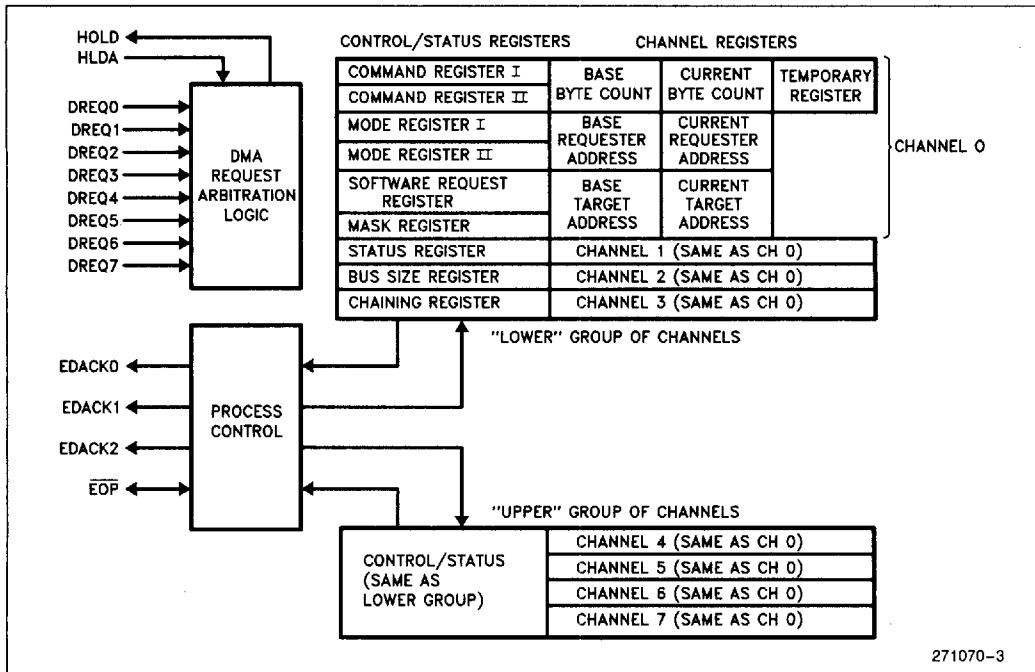 HOLD
HLDA
DREQ0
DREQ1
DREQ2
DREQ3
DREQ4
DREQ5
DREQ6
DREQ7
DMA
REQUEST
ARBITRATION
LOGIC
CONTROL/STATUS REGISTERS
CHANNEL REGISTERS
COMMAND REGISTER I
COMMAND REGISTER II
MODE REGISTER I
MODE REGISTER II
SOFTWARE REQUEST
REGISTER
MASK REGISTER
STATUS REGISTER
BUS SIZE REGISTER
CHAINING REGISTER
BASE
BYTE COUNT
CURRENT
BYTE COUNT
TEMPORARY
REGISTER
BASE
REQUESTER
ADDRESS
CURRENT
REQUESTER
ADDRESS
BASE
TARGET
ADDRESS
CURRENT
TARGET
ADDRESS
CHANNEL 0
CHANNEL 1 (SAME AS CH 0)
CHANNEL 2 (SAME AS CH 0)
CHANNEL 3 (SAME AS CH 0)
"LOWER" GROUP OF CHANNELS
EDACK0
EDACK1
EDACK2
EOP
PROCESS
CONTROL
"UPPER" GROUP OF CHANNELS
CONTROL/STATUS
(SAME AS
LOWER GROUP)
CHANNEL 4 (SAME AS CH 0)
CHANNEL 5 (SAME AS CH 0)
CHANNEL 6 (SAME AS CH 0)
CHANNEL 7 (SAME AS CH 0)
271070-3